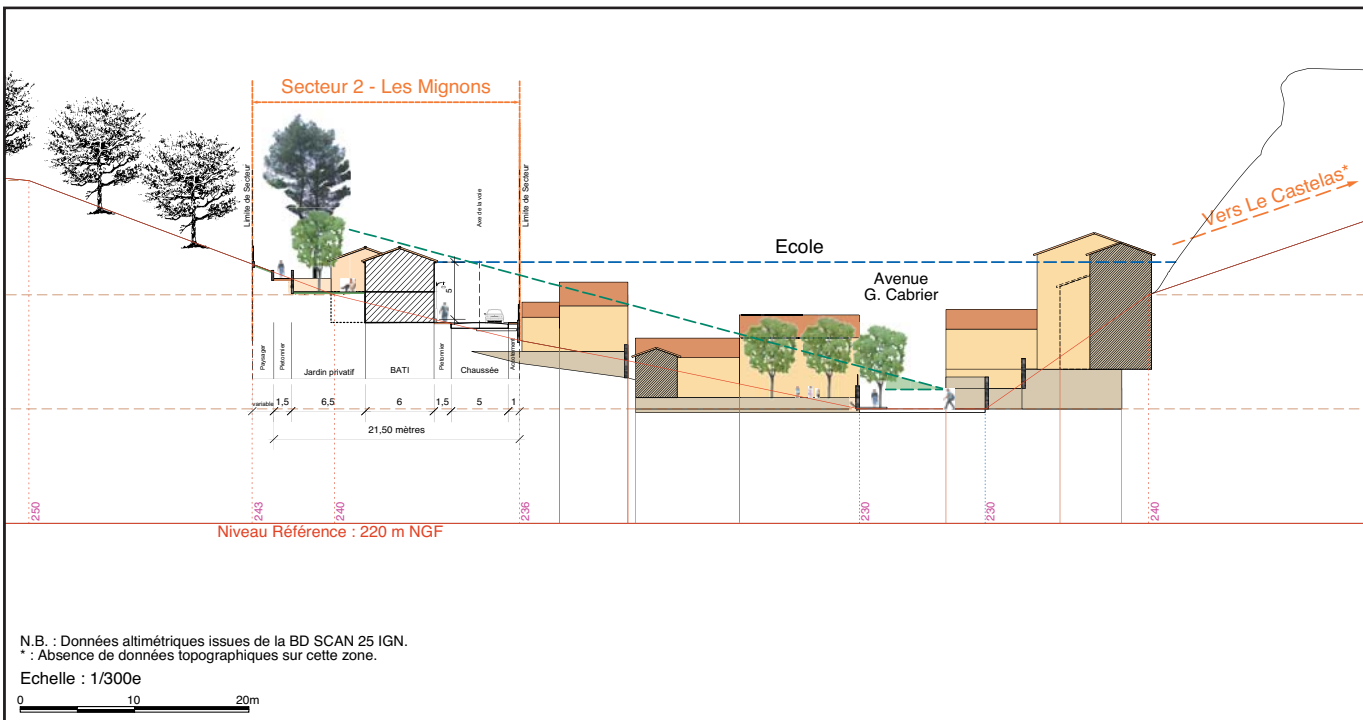 Secteur 2 - Les Mignons
Limite de Secteur
Axe de la voie
Limite de Secteur
Vers Le Castelas*
Ecole
Avenue
G. Cabrier
5
Paysager
Pietonnier
Jardin privatif
BATI
Pietonnier
Chaussée
Accotement
variable
1,5
6,5
6
1,5
5
1
21,50 mètres
250
243
240
236
230
230
240
Niveau Référence : 220 m NGF
N.B. : Données altimétriques issues de la BD SCAN 25 IGN.
* : Absence de données topographiques sur cette zone.
Echelle : 1/300e
0 10 20m